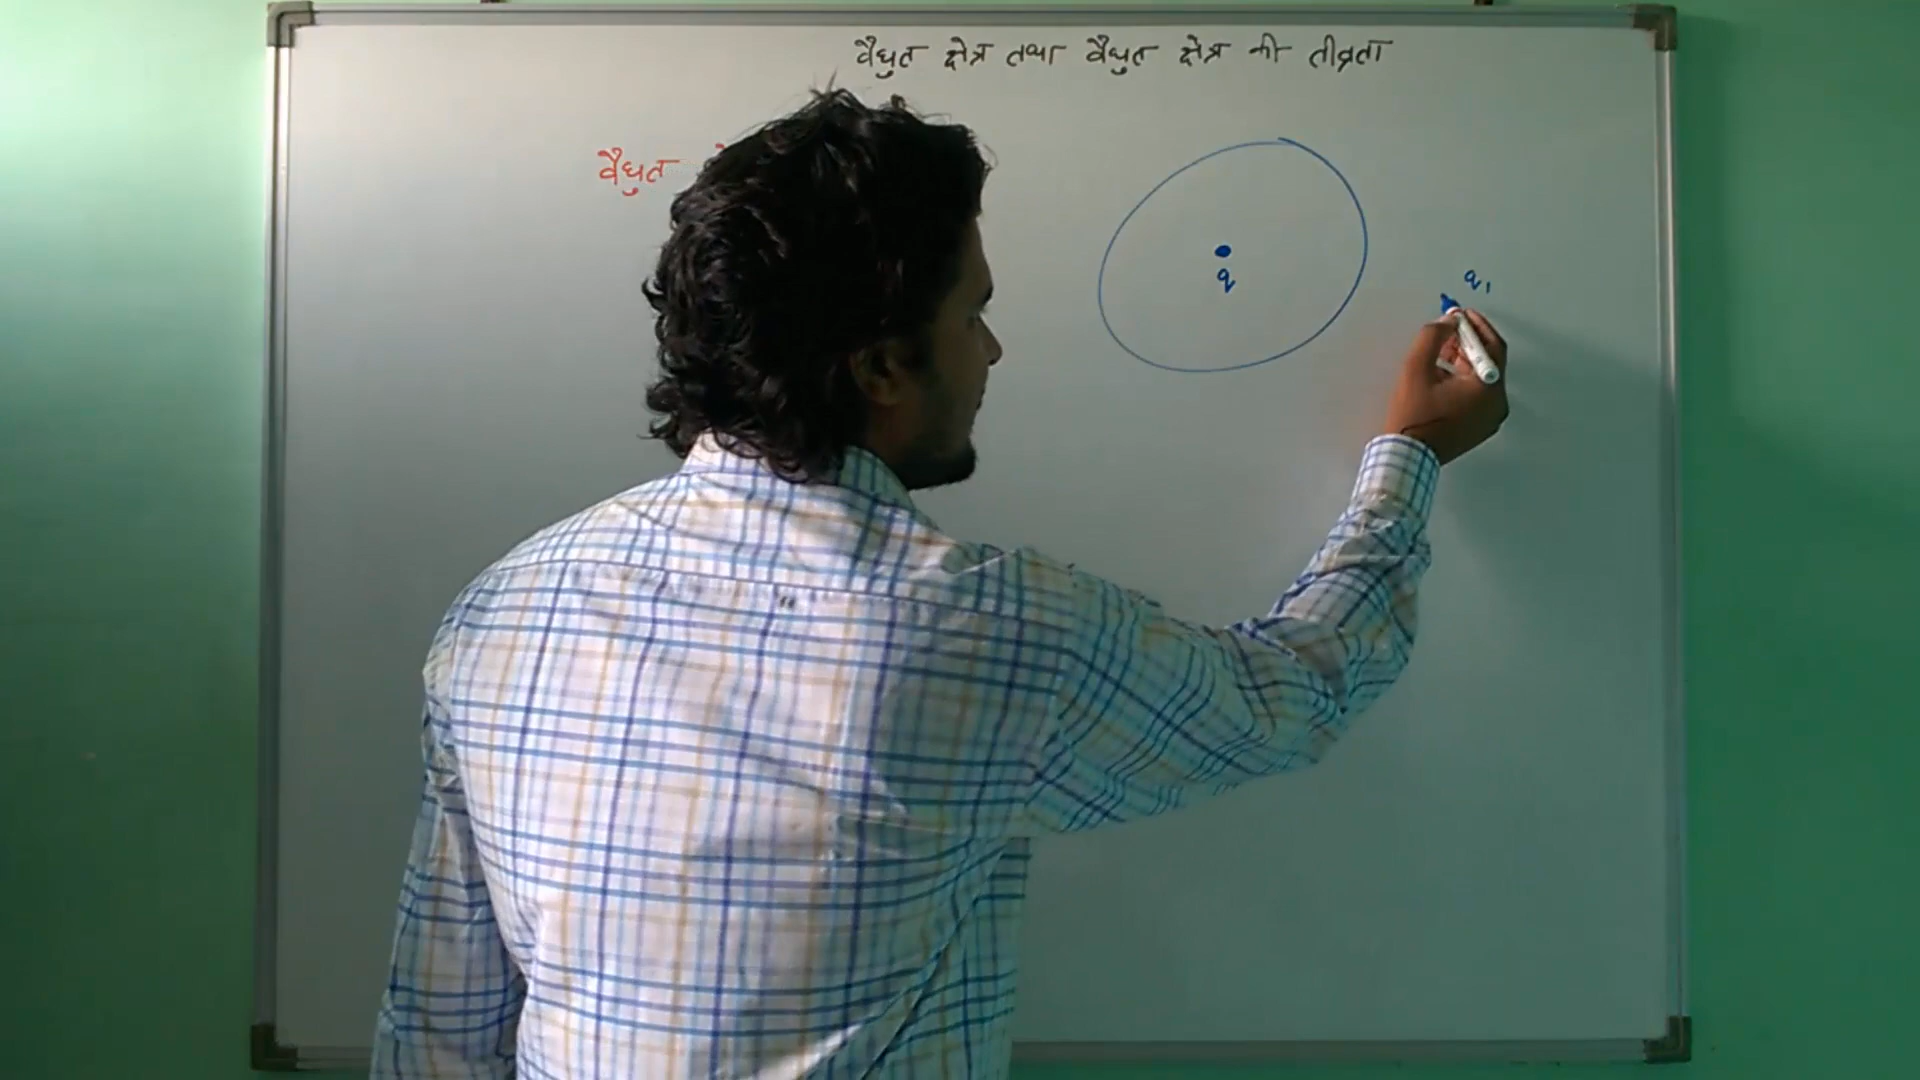 वैद्युत क्षेत्र तथा वैद्युत क्षेत्र की तीव्रता
वैद्युत
q
q₁